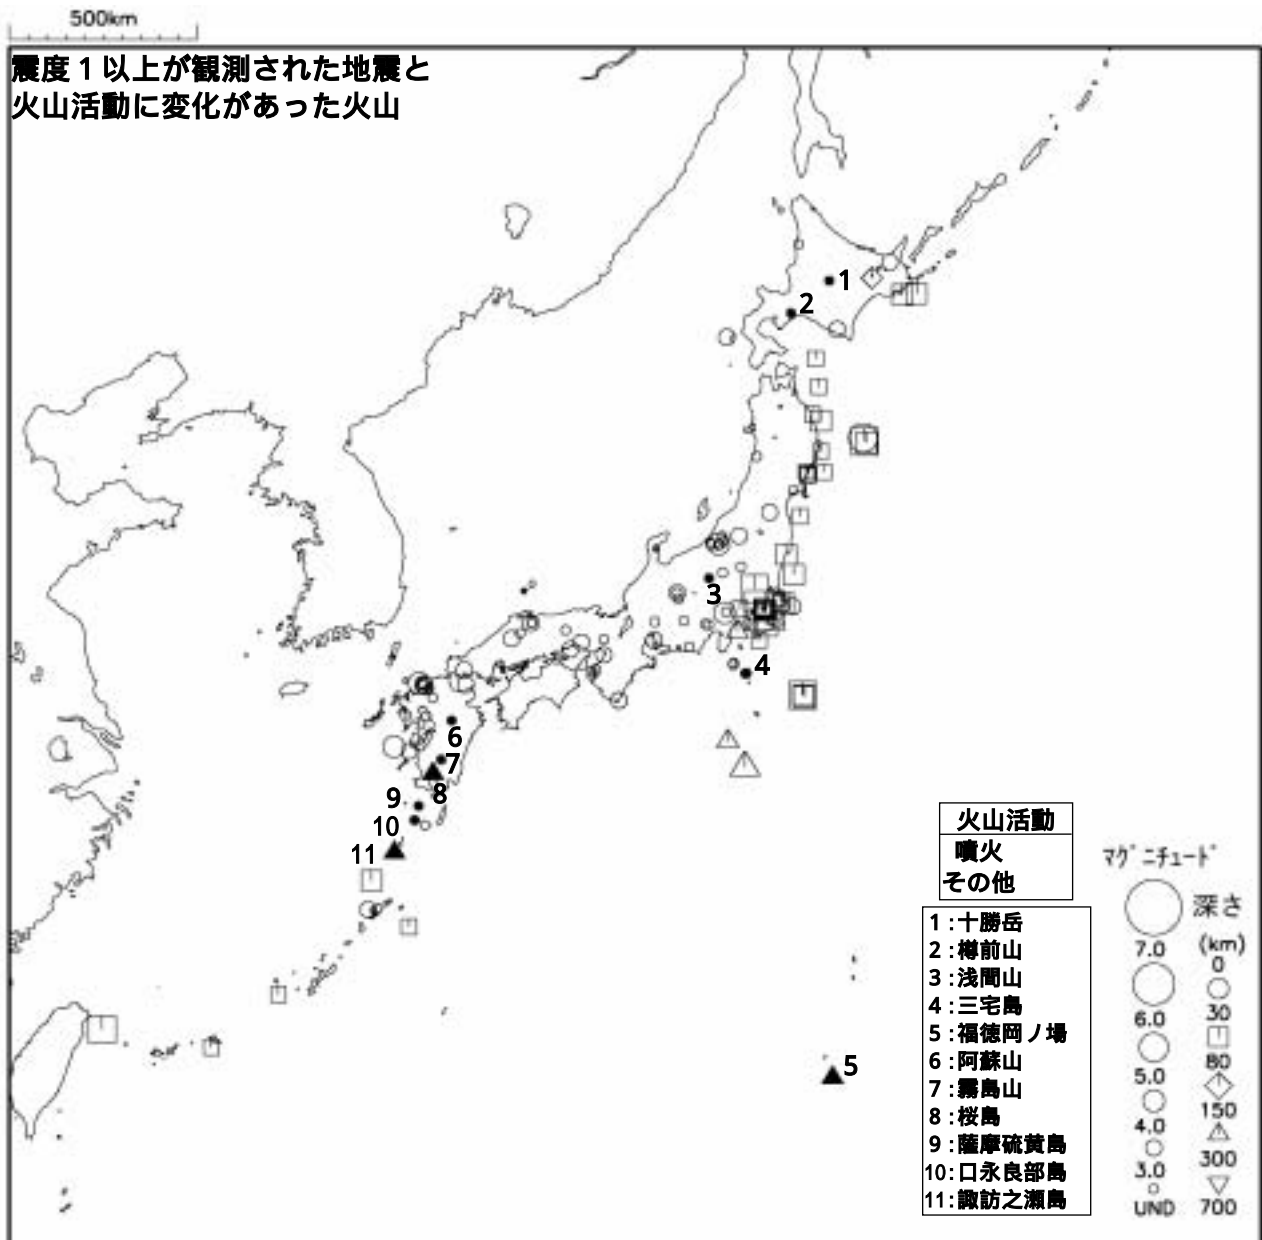 500km
震度１以上が観測された地震と
火山活動に変化があった火山
1
2
3
4
6
7
8
9
10
11
5
火山活動
噴火
その他
1:十勝岳
2:樽前山
3:浅間山
4:三宅島
5:福徳岡ノ場
6:阿蘇山
7:霧島山
8:桜島
9:薩摩硫黄島
10:口永良部島
11:諏訪之瀬島
マグニチュード
7.0
6.0
5.0
4.0
3.0
UND
深さ
(km)
0
30
80
150
300
700